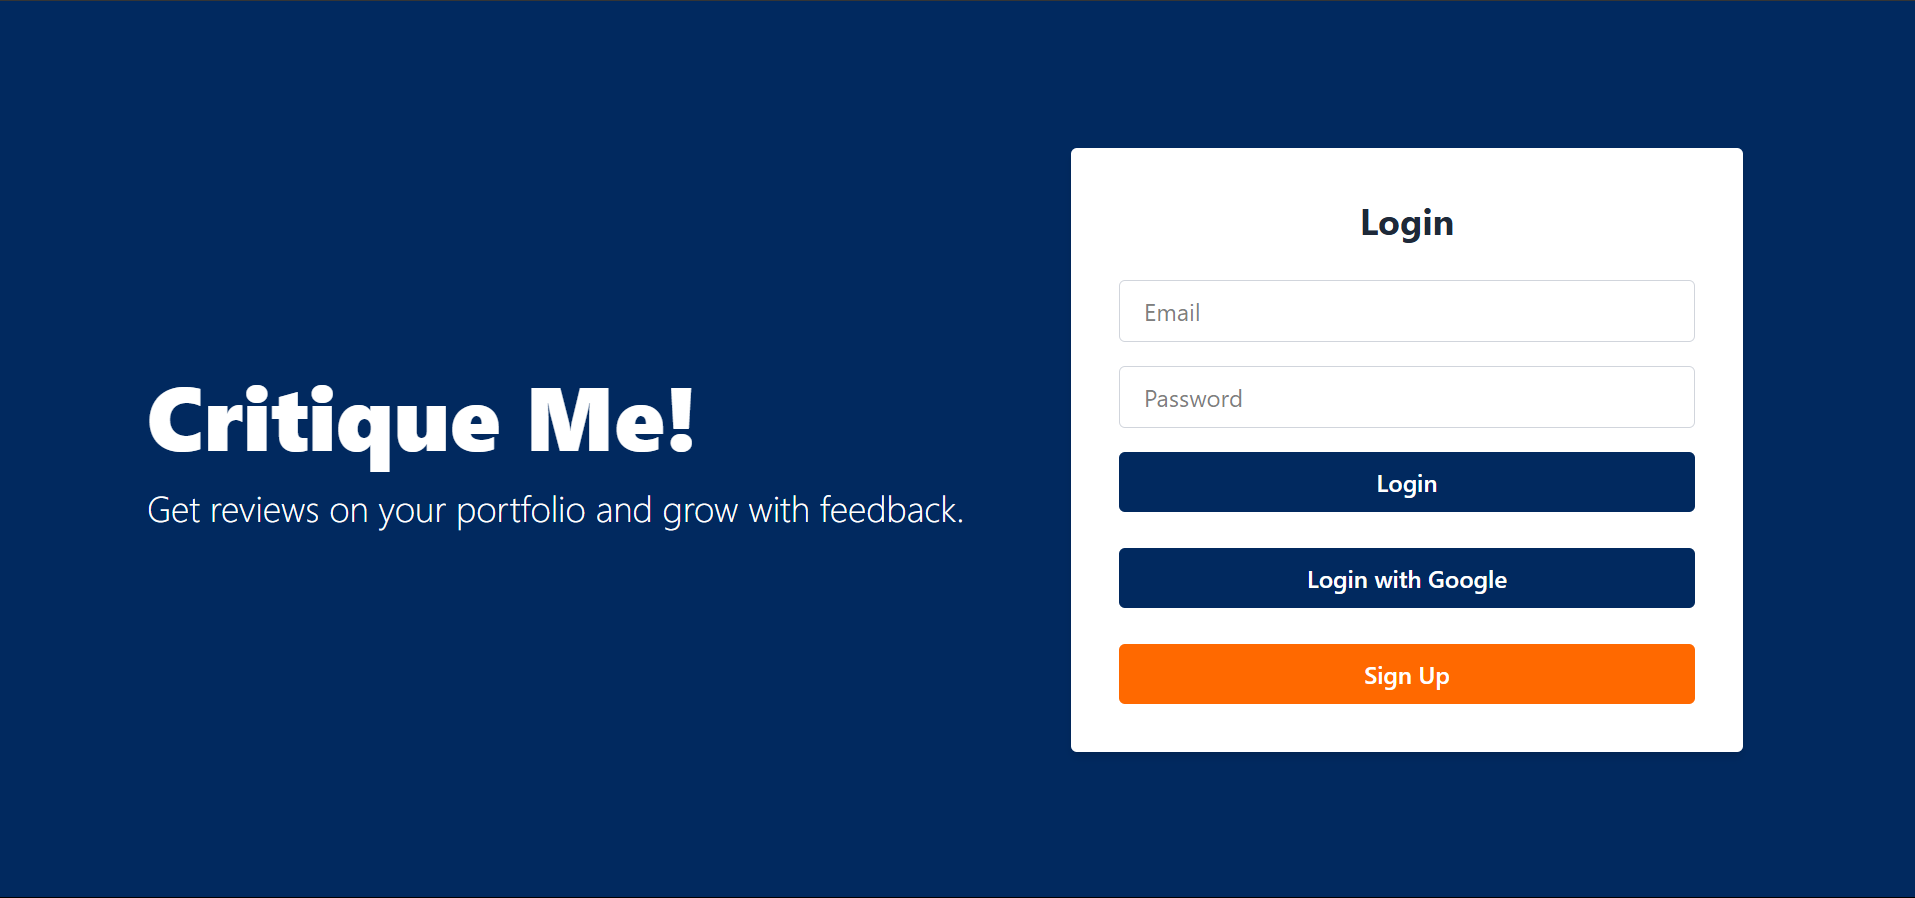 Critique Me!
Get reviews on your portfolio and grow with feedback.
Login
Email
Password
Login
Login with Google
Sign Up